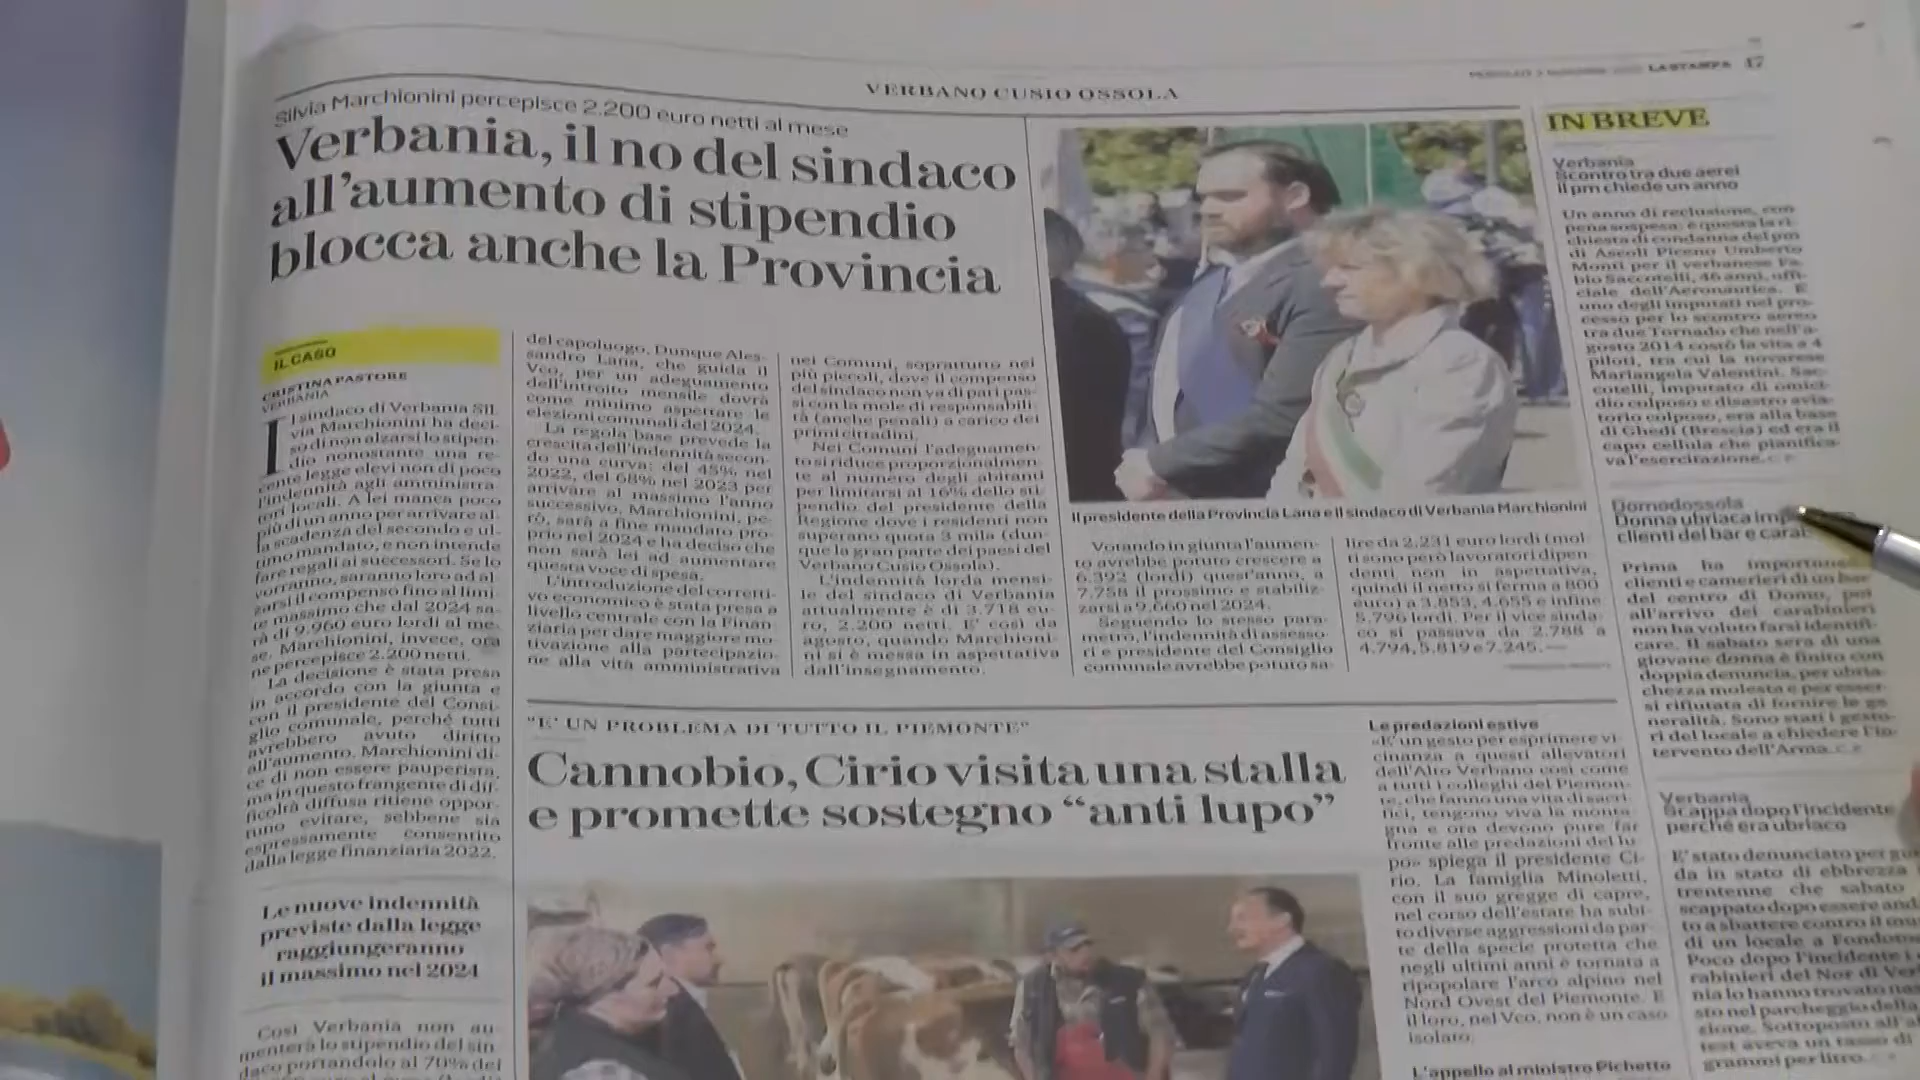 VERBANO CUSIO OSSOLA
LA STAMPA 17
Silvia Marchionini percepisce 2.200 euro netti al mese
Verbania, il no del sindaco
all'aumento di stipendio
blocca anche la Provincia
IL CASO
CRISTINA PASTORE
VERBANIA
Il sindaco di Verbania Sil-
via Marchionini ha deci-
so di non alzarsi lo stipen-
dio nonostante una re-
cente legge elevi non di poco
l'indennità agli amministra-
tori locali. A lei manca poco
più di un anno per arrivare al-
la scadenza del secondo e ul-
timo mandato, e non intende
fare regali ai successori. Se lo
vorranno, saranno loro ad al-
zarsi il compenso fino al limi-
te massimo che dal 2024 sa-
rà di 9.960 euro lordi al me-
se. Marchionini, invece, ora
ne percepisce 2.200 netti.
La decisione è stata presa
in accordo con la giunta e
con il presidente del Consi-
glio comunale, perché tutti
avrebbero avuto diritto
all'aumento. Marchionini di-
ce di non essere pauperista,
ma in questo frangente di dif-
ficoltà diffusa ritiene oppor-
tuno evitare, sebbene sia
espressamente consentito
dalla legge finanziaria 2022.
Le nuove indennità
previste dalla legge
raggiungeranno
il massimo nel 2024
Così Verbania non au-
menterà lo stipendio del sin-
daco portandolo al 70% del
del capoluogo. Dunque Ales-
sandro Lana, che guida il
Vco, per un adeguamento
dell'introito mensile dovrà
come minimo aspettare le
elezioni comunali del 2024.
La regola base prevede la
crescita dell'indennità secon-
do una curva: del 45% nel
2022, del 68% nel 2023 per
arrivare al massimo l'anno
successivo. Marchionini, pe-
rò, sarà a fine mandato pro-
prio nel 2024 e ha deciso che
non sarà lei ad aumentare
questa voce di spesa.
L'introduzione del corretti-
vo economico è stata presa a
livello centrale con la Finan-
ziaria per dare maggiore mo-
tivazione alla partecipazio-
ne alla vita amministrativa
nei Comuni, soprattutto nei
più piccoli, dove il compenso
del sindaco non va di pari pas-
si con la mole di responsabili-
tà (anche penali) a carico dei
primi cittadini.
Nei Comuni l'adeguamen-
to si riduce proporzionalmen-
te al numero degli abitanti
per limitarsi al 16% dello sti-
pendio del presidente della
Regione dove i residenti non
superano quota 3 mila (dun-
que la gran parte dei paesi del
Verbano Cusio Ossola).
L'indennità lorda mensi-
le del sindaco di Verbania
attualmente è di 3.718 eu-
ro, 2.200 netti. E' così da
agosto, quando Marchioni-
ni si è messa in aspettativa
dall'insegnamento.
Il presidente della Provincia Lana e il sindaco di Verbania Marchionini
Votando in giunta l'aumen-
to avrebbe potuto crescere a
6.392 (lordi) quest'anno, a
7.758 il prossimo e stabiliz-
zarsi a 9.660 nel 2024.
Seguendo lo stesso para-
metro, l'indennità di assesso-
ri e presidente del Consiglio
comunale avrebbe potuto sa-
lire da 2.231 euro lordi (mol-
ti sono però lavoratori dipen-
denti non in aspettativa,
quindi il netto si ferma a 800
euro) a 3.853, 4.655 e infine
5.796 lordi. Per il vice sinda-
co si passava da 2.788 a
4.794, 5.819 e 7.245. —
"E' UN PROBLEMA DI TUTTO IL PIEMONTE"
Cannobio, Cirio visita una stalla
e promette sostegno "anti lupo"
Le predazioni estive
«E' un gesto per esprimere vi-
cinanza a questi allevatori
dell'Alto Verbano così come
a tutti i colleghi del Piemon-
te, che fanno una vita di sacri-
fici, tengono viva la monta-
gna e ora devono pure far
fronte alle predazioni del lu-
po» spiega il presidente Ci-
rio. La famiglia Minoletti,
con il suo gregge di capre,
nel corso dell'estate ha subi-
to diverse aggressioni da par-
te della specie protetta che
negli ultimi anni è tornata a
ripopolare l'arco alpino nel
Nord Ovest del Piemonte. E
il loro, nel Vco, non è un caso
isolato.
L'appello al ministro Pichetto
IN BREVE
Verbania
Scontro tra due aerei
il pm chiede un anno
Un anno di reclusione, con
pena sospesa: è questa la ri-
chiesta di condanna del pm
di Ascoli Piceno Umberto
Monti per il verbanese Fa-
bio Saccotelli, 46 anni, uffi-
ciale dell'Aeronautica. E'
uno degli imputati nel pro-
cesso per lo scontro aereo
tra due Tornado che nell'a-
gosto 2014 costò la vita a 4
piloti, tra cui la novarese
Mariangela Valentini. Sac-
cotelli, imputato di omici-
dio colposo e disastro avia-
torio colposo, era alla base
di Ghedi (Brescia) ed era il
capo cellula che pianifica-
va l'esercitazione.
Domodossola
Donna ubriaca
clienti del bar e
Prima ha
clienti e camerieri di un bar
del centro di Domo, poi
all'arrivo dei carabinieri
non ha voluto farsi identifi-
care. Il sabato sera di una
giovane donna è finito con
doppia denuncia, per ubria-
chezza molesta e per esser-
si rifiutata di fornire le ge-
neralità. Sono stati i gesto-
ri del locale a chiedere l'in-
tervento dell'Arma.
Verbania
Scappa dopo l'incidente
perché era ubriaco
E' stato denunciato per gui-
da in stato di ebbrezza
trentenne che sabato
scappato dopo essere
to a sbattere contro il
di un locale a
Poco dopo l'incidente i
rabinieri del Nor di
nia lo hanno trovato
sto nel parcheggio della
zione. Sottoposto
test aveva un tasso di
grammi per litro.